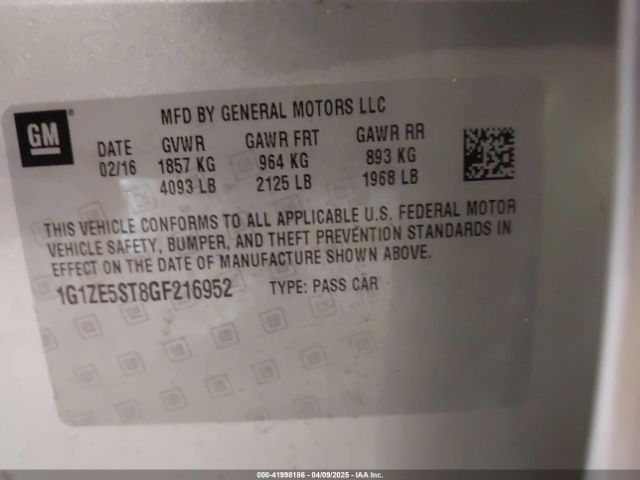 GM
MFD BY GENERAL MOTORS LLC
DATE GVWR GAWR FRT GAWR RR
02/16 1857 KG 964 KG 893 KG
4093 LB 2125 LB 1968 LB
THIS VEHICLE CONFORMS TO ALL APPLICABLE U.S. FEDERAL MOTOR
VEHICLE SAFETY, BUMPER, AND THEFT PREVENTION STANDARDS IN
EFFECT ON THE DATE OF MANUFACTURE SHOWN ABOVE.
1G1ZE5ST8GF216952 TYPE: PASS CAR
000-41998186 - 04/09/2025 - IAAI.COM